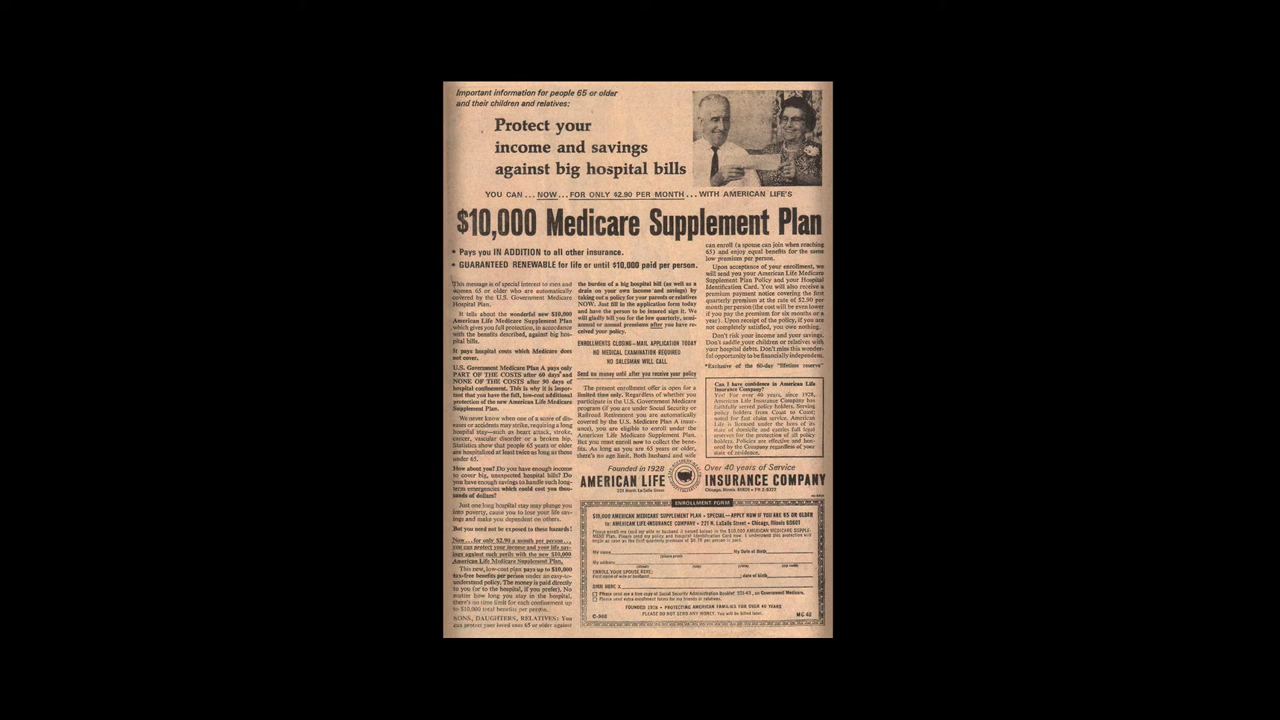 Important information for people 65 or older
and their children and relatives:
Protect your
income and savings
against big hospital bills
YOU CAN ... NOW ... FOR ONLY $2.90 PER MONTH ... WITH AMERICAN LIFE'S
$10,000 Medicare Supplement Plan
• Pays you IN ADDITION to all other insurance.
• GUARANTEED RENEWABLE for life or until $10,000 paid per person.
This message is of special interest to men and
women 65 or older who are automatically
covered by the U.S. Government Medicare
Hospital Plan.
It tells about the wonderful new $10,000
American Life Medicare Supplement Plan
which gives you full protection, in accordance
with the benefits described, against big hos-
pital bills.
It pays hospital costs which Medicare does
not cover.
U.S. Government Medicare Plan A pays only
PART OF THE COSTS after 60 days and
NONE OF THE COSTS after 90 days of
hospital confinement. This is why it is impor-
tant that you have the full, low-cost additional
protection of the new American Life Medicare
Supplement Plan.
We never know when one of a score of dis-
eases or accidents may strike, requiring a long
hospital stay—such as heart attack, stroke,
cancer, vascular disorder or a broken hip.
Statistics show that people 65 years or older
are hospitalized at least twice as long as those
under 65.
How about you? Do you have enough income
to cover big, unexpected hospital bills? Do
you have enough savings to handle such long-
term emergencies which could cost you thou-
sands of dollars?
Just one long hospital stay may plunge you
into poverty, cause you to lose your life sav-
ings and make you dependent on others.
But you need not be exposed to these hazards!
Now...for only $2.90 a month per person...
you can protect your income and your life sav-
ings against such perils with the new $10,000
American Life Medicare Supplement Plan.
This new, low-cost plan pays up to $10,000
tax-free benefits per person under an easy-to-
understand policy. The money is paid directly
to you (or to the hospital, if you prefer). No
matter how long you stay in the hospital,
there's no time limit for each confinement up
to $10,000 total benefits per person.
SONS, DAUGHTERS, RELATIVES: You
can protect your loved ones 65 or older against
the burden of a big hospital bill (as well as a
drain on your own income and savings) by
taking out a policy for your parents or relatives
NOW. Just fill in the application form today
and have the person to be insured sign it. We
will gladly bill you for the low quarterly, semi-
annual or annual premiums after you have re-
ceived your policy.
ENROLLMENTS CLOSING—MAIL APPLICATION TODAY
NO MEDICAL EXAMINATION REQUIRED
NO SALESMAN WILL CALL
Send no money until after you receive your policy
The present enrollment offer is open for a
limited time only. Regardless of whether you
participate in the U.S. Government Medicare
program (if you are under Social Security or
Railroad Retirement you are automatically
covered by the U.S. Medicare Plan A insur-
ance), you are eligible to enroll under the
American Life Medicare Supplement Plan.
But you must enroll now to collect the bene-
fits. As long as you are 65 years or older,
there's no age limit. Both husband and wife
can enroll (a spouse can join when reaching
65) and enjoy equal benefits for the same
low premium per person.
Upon acceptance of your enrollment, we
will send you your American Life Medicare
Supplement Plan Policy and your Hospital
Identification Card. You will also receive a
premium payment notice covering the first
quarterly premium at the rate of $2.90 per
month per person (the cost will be even lower
if you pay the premium for six months or a
year). Upon receipt of the policy, if you are
not completely satisfied, you owe nothing.
Don't risk your income and your savings.
Don't saddle your children or relatives with
your hospital debts. Don't miss this wonder-
ful opportunity to be financially independent.
*Exclusive of the 60-day "lifetime reserve"
Can I have confidence in American Life
Insurance Company?
Yes! For over 40 years, since 1928,
American Life Insurance Company has
faithfully served policy holders. Serving
policy holders from Coast to Coast;
noted for fast claim service. American
Life is licensed under the laws of its
state of domicile and carries full legal
reserves for the protection of all policy
holders. Policies are effective and hon-
ored by the Company regardless of your
state of residence.
Founded in 1928
Over 40 years of Service
AMERICAN LIFE INSURANCE COMPANY
221 North La Salle Street
Chicago, Illinois 60601 •
ENROLLMENT FORM
$10,000 AMERICAN MEDICARE SUPPLEMENT PLAN • SPECIAL—APPLY NOW IF YOU ARE 65 OR OLDER
to: AMERICAN LIFE INSURANCE COMPANY • 221 N. LaSalle Street • Chicago, Illinois 60601
Please enroll me (and my wife or husband if named below) in the $10,000 AMERICAN MEDICARE SUPPLE-
MENT Plan. Please send my policy and Hospital Identification Card now. I understand this protection will
begin as soon as the first quarterly premium of $8.70 per person is paid.
My name
My Date of Birth
(please print)
My address
(street) (city) (state) (zip code)
ENROLL YOUR SPOUSE HERE:
First name of wife or husband date of birth
SIGN HERE X
Please send me a free copy of Social Security Administration Booklet on Government Medicare.
Please send extra enrollment forms for my friends or relatives.
FOUNDED 1928 • PROTECTING AMERICAN FAMILIES FOR OVER 40 YEARS
PLEASE DO NOT SEND ANY MONEY. You will be billed later.
C-968
MC 40